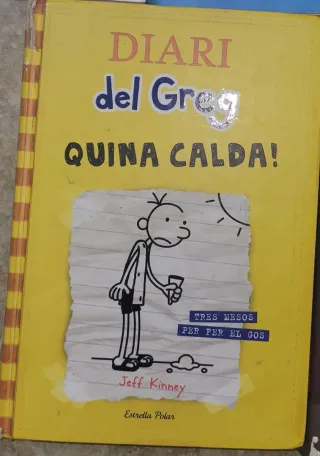 DIARI
del Greg
QUINA CALDA!
TRES MESOS
PER FER EL GOS
Jeff Kinney
Estrella Polar